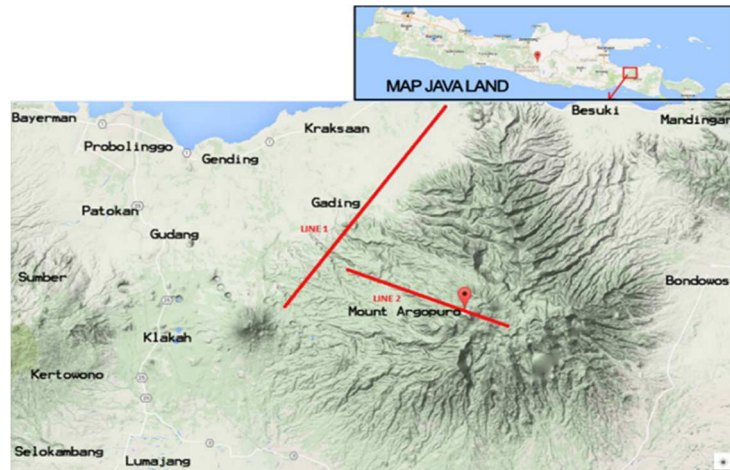 MAP JAVA LAND
Bayerman
Probolinggo
Gending
Kraksaan
Besuki
Mandingan
Patokan
Gading
Gudang
LINE 1
Sumber
Bondowos
LINE 2
Mount Argopuro
Klakah
Kertowono
Selokambang
Lumajang